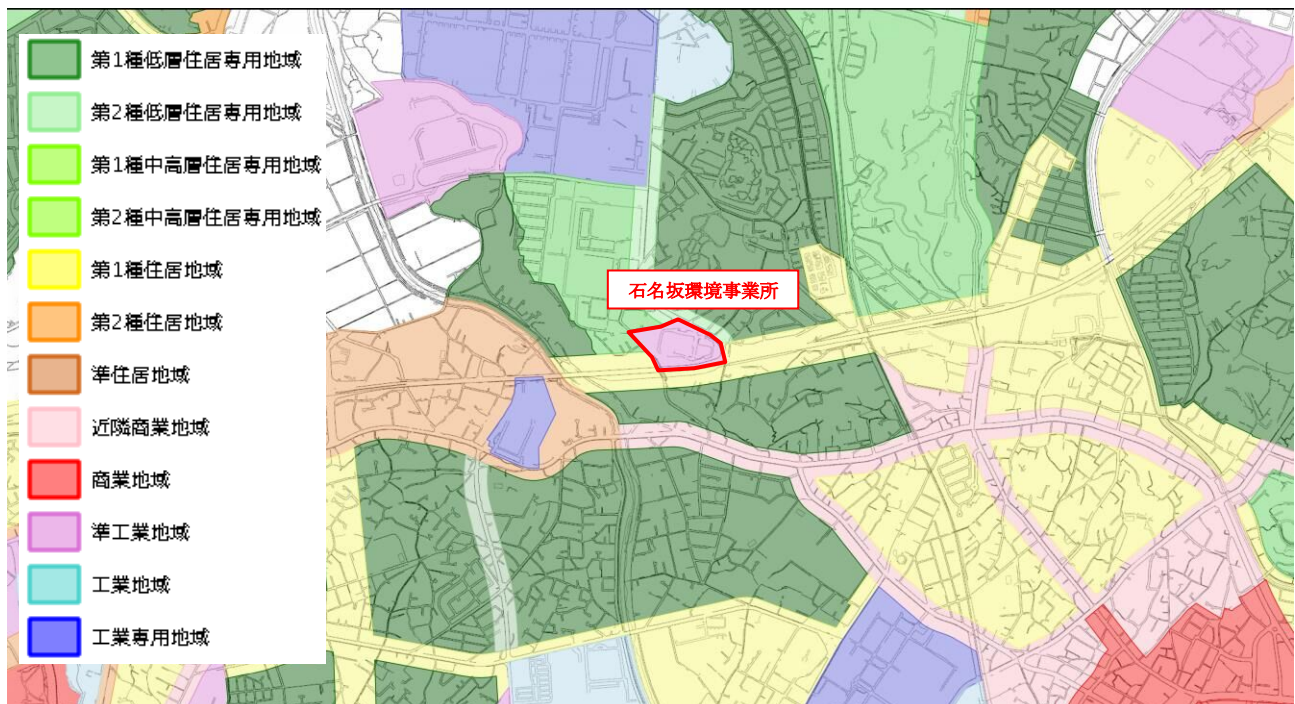 第1種低層住居専用地域
第2種低層住居専用地域
第1種中高層住居専用地域
第2種中高層住居専用地域
第1種住居地域
第2種住居地域
準住居地域
近隣商業地域
商業地域
準工業地域
工業地域
工業専用地域
石名坂環境事業所